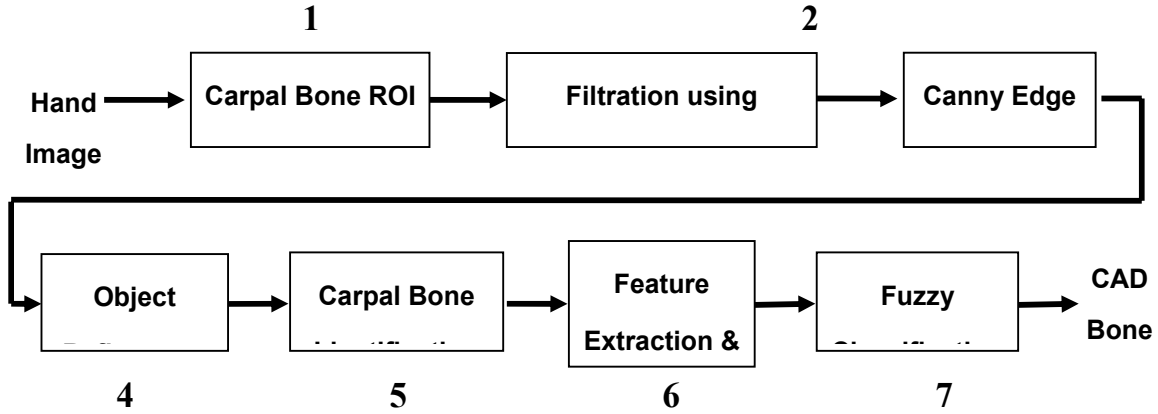 1
2
Hand
Image
Carpal Bone ROI
Filtration using
Canny Edge
Object
Carpal Bone
Feature
Extraction &
Fuzzy
CAD
Bone
4
5
6
7